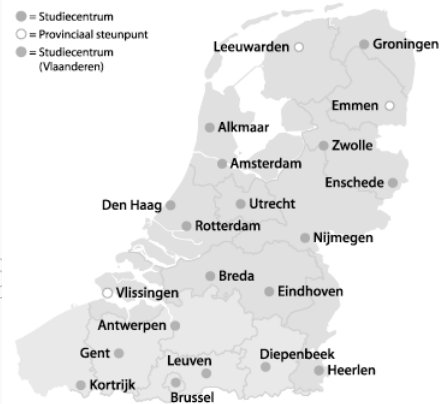 = Studiecentrum
= Provinciaal steunpunt
= Studiecentrum
(Vlaanderen)
Leeuwarden
Groningen
Emmen
Alkmaar
Zwolle
Amsterdam
Enschede
Den Haag
Utrecht
Rotterdam
Nijmegen
Breda
Vlissingen
Eindhoven
Antwerpen
Gent
Leuven
Diepenbeek
Heerlen
Kortrijk
Brussel